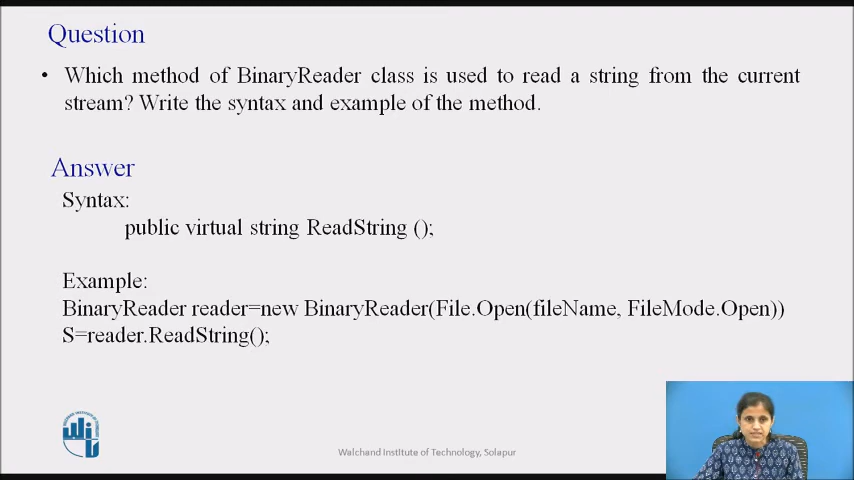 Question
• Which method of BinaryReader class is used to read a string from the current
stream? Write the syntax and example of the method.
Answer
Syntax:
public virtual string ReadString ();
Example:
BinaryReader reader=new BinaryReader(File.Open(fileName, FileMode.Open))
S=reader.ReadString();
Walchand Institute of Technology, Solapur